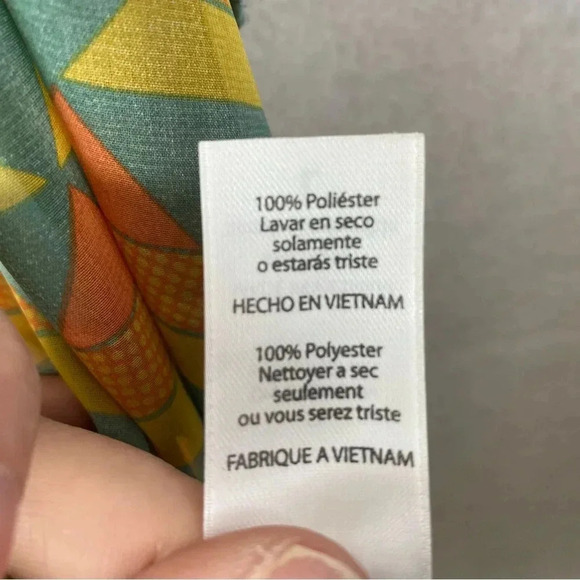 100% Poliéster
Lavar en seco
solamente
o estarás triste
HECHO EN VIETNAM
100% Polyester
Nettoyer a sec
seulement
ou vous serez triste
FABRIQUE A VIETNAM